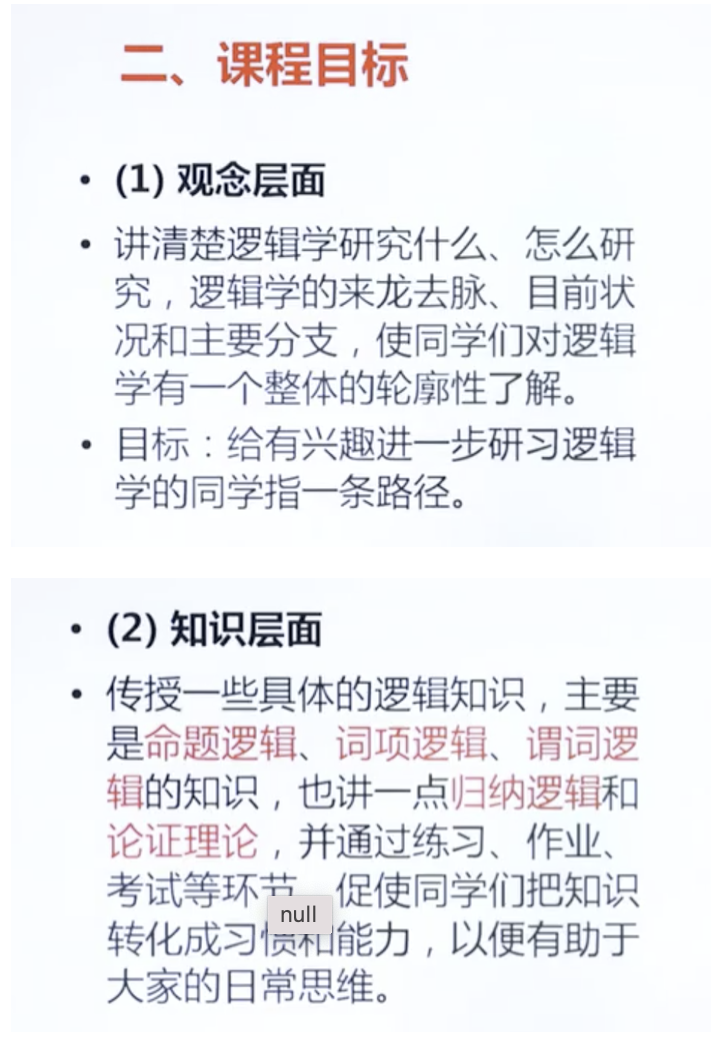 二、课程目标
• (1) 观念层面
• 讲清楚逻辑学研究什么、怎么研
究，逻辑学的来龙去脉、目前状
况和主要分支，使同学们对逻辑
学有一个整体的轮廓性了解。
• 目标：给有兴趣进一步研习逻辑
学的同学指一条路径。
• (2) 知识层面
• 传授一些具体的逻辑知识，主要
是命题逻辑、词项逻辑、谓词逻
辑的知识，也讲一点归纳逻辑和
论证理论，并通过练习、作业、
考试等环节，促使同学们把知识
null
转化成习惯和能力，以便有助于
大家的日常思维。